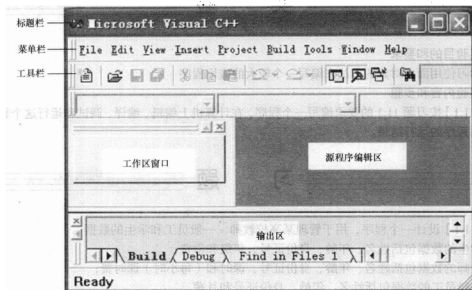 标题栏
Microsoft Visual C++
菜单栏
File Edit View Insert Project Build Tools Window Help
工具栏
工作区窗口
源程序编辑区
输出区
Build Debug Find in Files 1
Ready